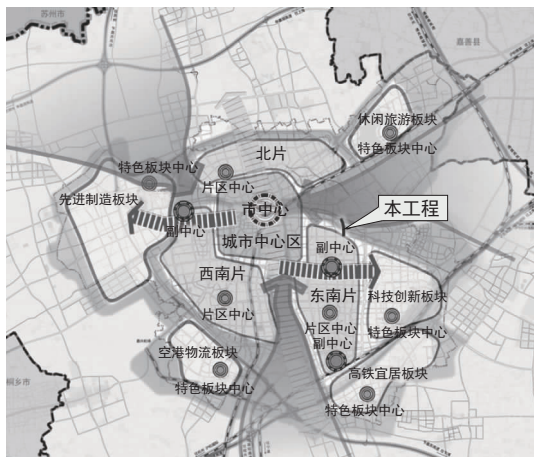 苏州市
嘉善县
休闲旅游板块
特色板块中心
北片
特色板块中心
片区中心
先进制造板块
市中心
本工程
副中心
城市中心区
副中心
西南片
东南片
科技创新板块
片区中心
片区中心
特色板块中心
副中心
空港物流板块
高铁宜居板块
特色板块中心
特色板块中心
桐乡市